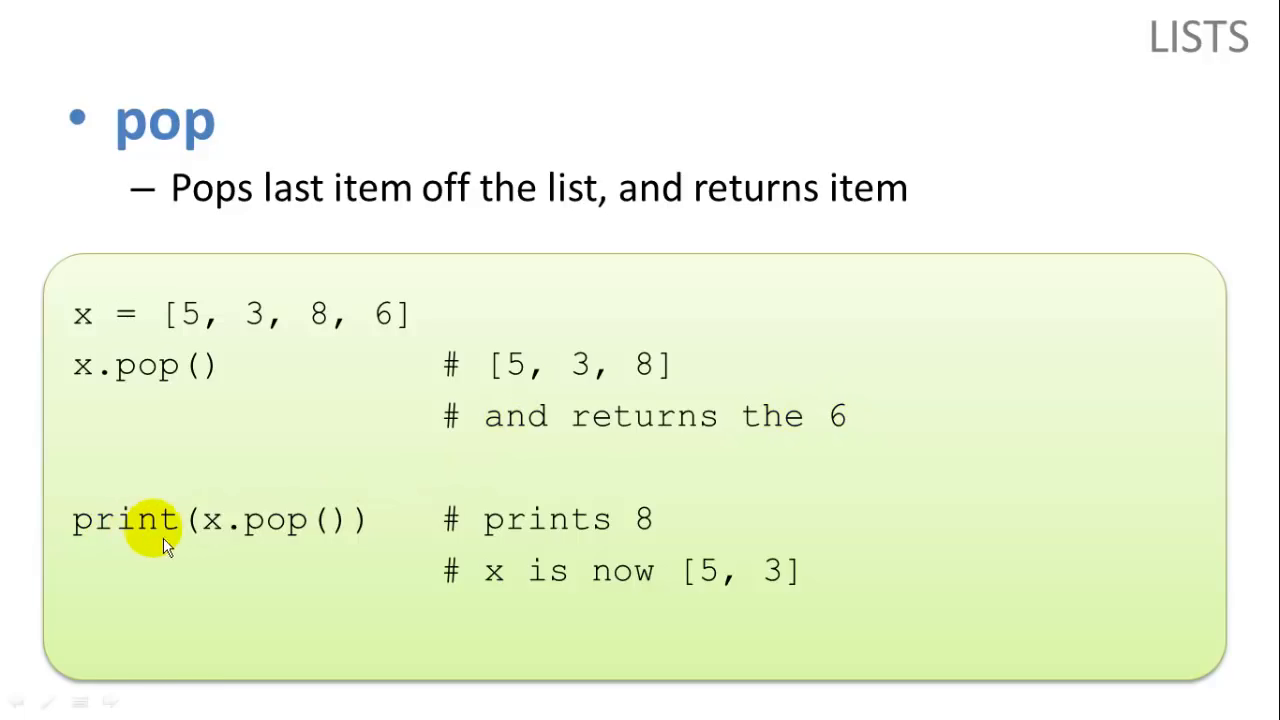 LISTS
• pop
– Pops last item off the list, and returns item
x = [5, 3, 8, 6]
x.pop() # [5, 3, 8]
# and returns the 6
print(x.pop()) # prints 8
# x is now [5, 3]